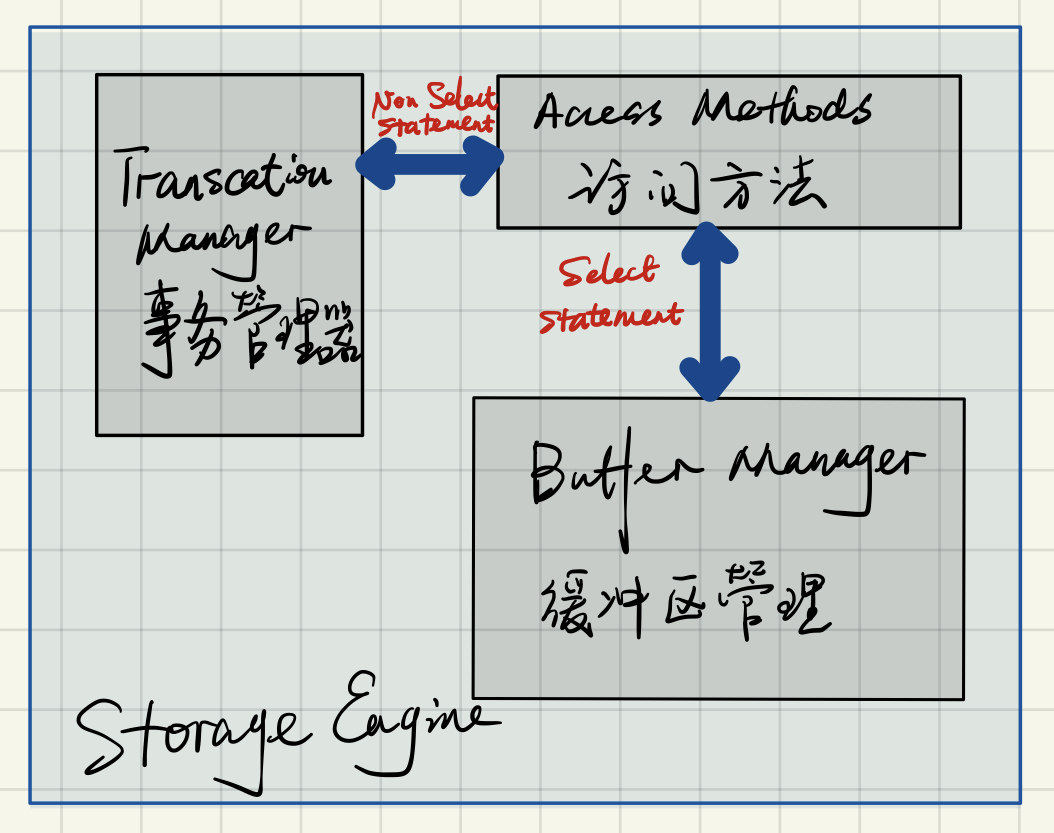 Transcation
Manager
事务管理器
Non Select
statement
Access Methods
访问方法
Select
statement
Buffer Manager
缓冲区管理
Storage Engine